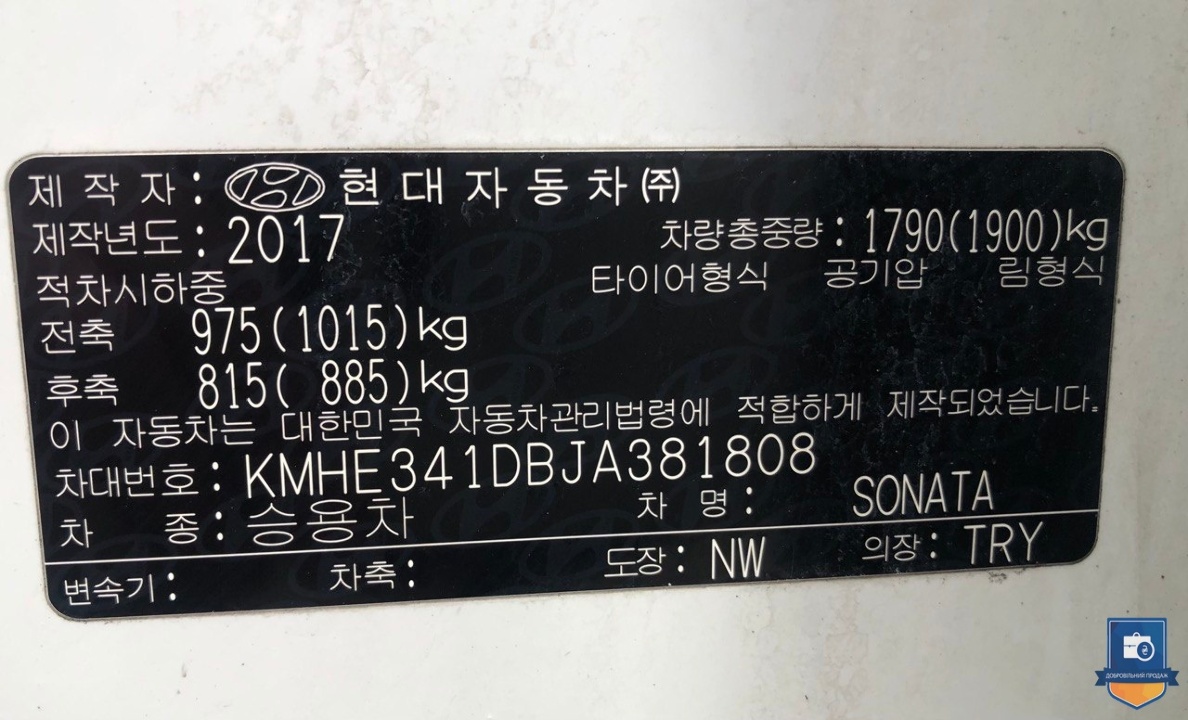 제 작 자 : 현 대 자 동 차 ㈜
제작년도 : 2017 차량총중량 : 1790(1900)kg
적차시하중 타이어형식 공기압 림형식
전축 975(1015)kg
후축 815( 885)kg
이 자동차는 대한민국 자동차관리법령에 적합하게 제작되었습니다.
차대번호 : KMHE341DBJA381808
차 종 : 승용차 차 명 : SONATA
변속기 : 차축 : 도장 : NW 의장 : TRY
ДОБРОВІЛЬНИЙ ПРОДАЖ